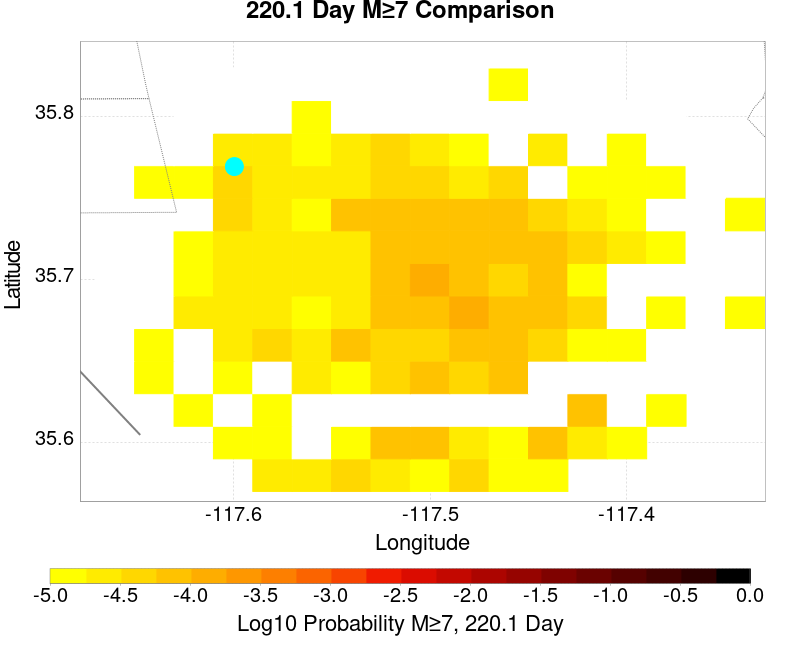 220.1 Day M≥7 Comparison
35.8
35.7
35.6
Latitude
-117.6 -117.5 -117.4
Longitude
-5.0 -4.5 -4.0 -3.5 -3.0 -2.5 -2.0 -1.5 -1.0 -0.5 0.0
Log10 Probability M≥7, 220.1 Day